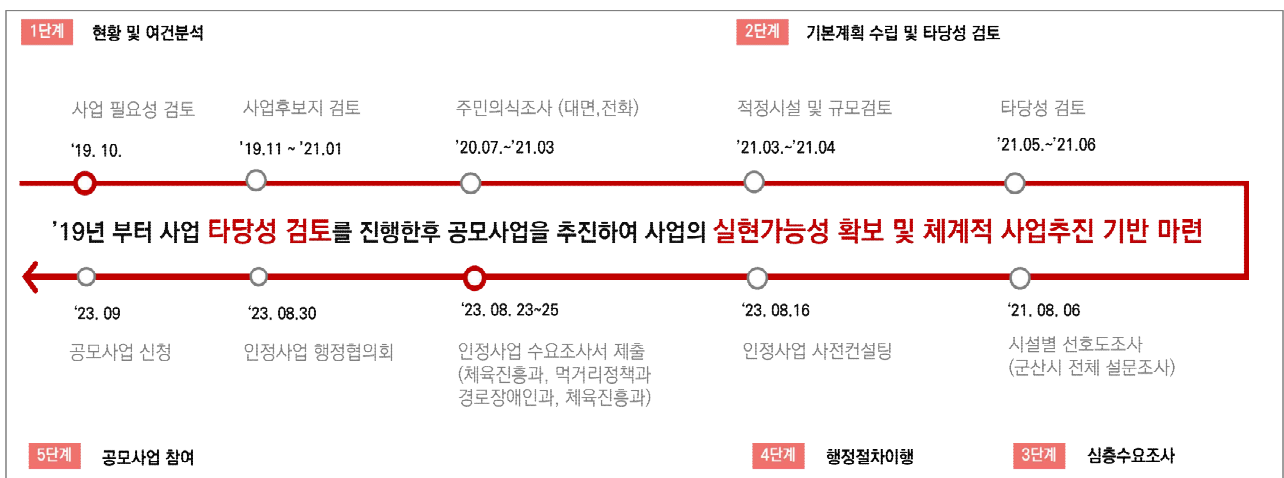 1단계 현황 및 여건분석 2단계 기본계획 수립 및 타당성 검토
사업 필요성 검토 사업후보지 검토 주민의식조사 (대면,전화) 적정시설 및 규모검토 타당성 검토
‘19. 10. '19.11 ~ '21.01 '20.07.~'21.03 '21.03.~'21.04 '21.05.~'21.06
'19년 부터 사업 타당성 검토를 진행한후 공모사업을 추진하여 사업의 실현가능성 확보 및 체계적 사업추진 기반 마련
‘23. 09 ‘23. 08.30 ‘23. 08. 23~25 ‘23. 08.16 ‘21. 08. 06
공모사업 신청 인정사업 행정협의회 인정사업 수요조사서 제출 인정사업 사전컨설팅 시설별 선호도조사
(체육진흥과, 먹거리정책과 (군산시 전체 설문조사)
경로장애인과, 체육진흥과)
5단계 공모사업 참여 4단계 행정절차이행 3단계 심층수요조사